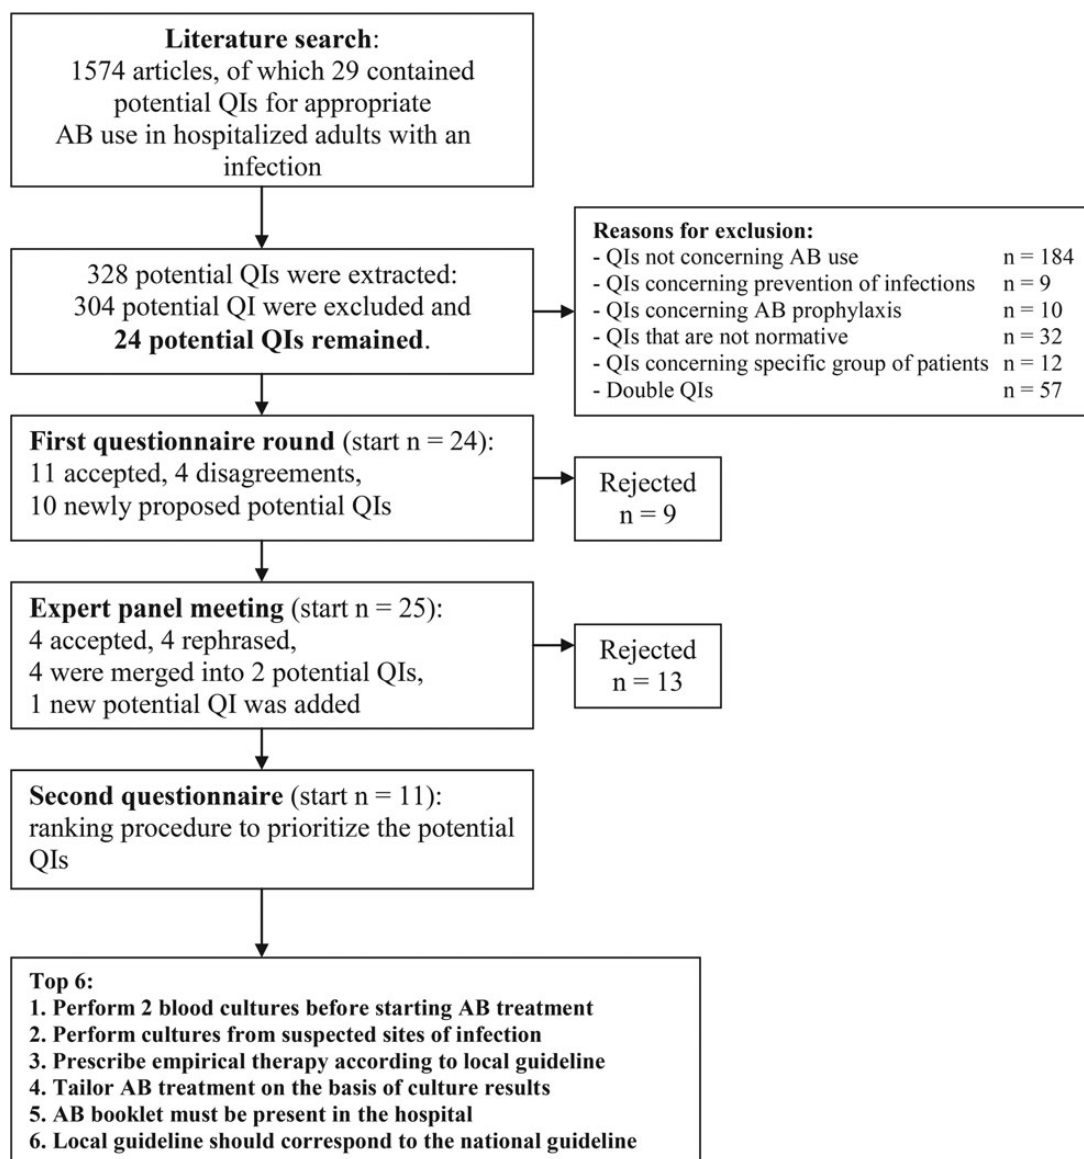 Literature search:
1574 articles, of which 29 contained
potential QIs for appropriate
AB use in hospitalized adults with an
infection
328 potential QIs were extracted:
304 potential QI were excluded and
24 potential QIs remained.
Reasons for exclusion:
- QIs not concerning AB use n = 184
- QIs concerning prevention of infections n = 9
- QIs concerning AB prophylaxis n = 10
- QIs that are not normative n = 32
- QIs concerning specific group of patients n = 12
- Double QIs n = 57
First questionnaire round (start n = 24):
11 accepted, 4 disagreements,
10 newly proposed potential QIs
Rejected
n = 9
Expert panel meeting (start n = 25):
4 accepted, 4 rephrased,
4 were merged into 2 potential QIs,
1 new potential QI was added
Rejected
n = 13
Second questionnaire (start n = 11):
ranking procedure to prioritize the potential
QIs
Top 6:
1. Perform 2 blood cultures before starting AB treatment
2. Perform cultures from suspected sites of infection
3. Prescribe empirical therapy according to local guideline
4. Tailor AB treatment on the basis of culture results
5. AB booklet must be present in the hospital
6. Local guideline should correspond to the national guideline